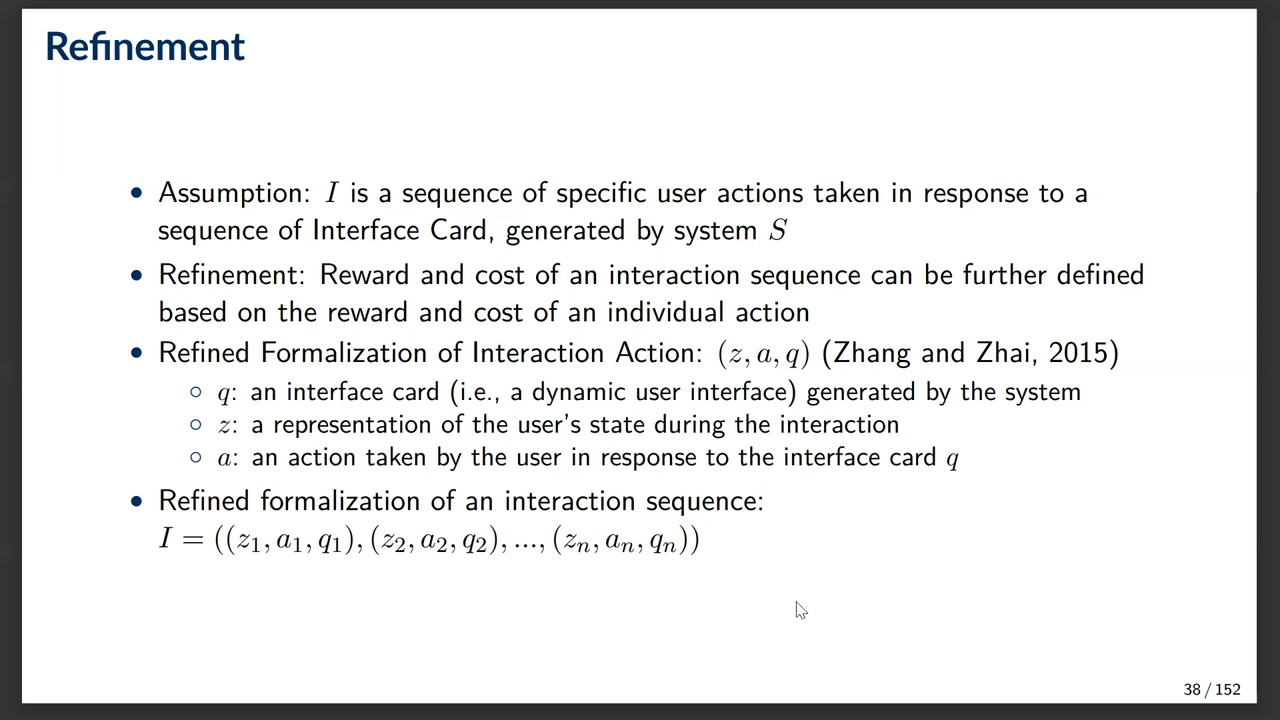 Refinement
• Assumption: I is a sequence of specific user actions taken in response to a
sequence of Interface Card, generated by system S
• Refinement: Reward and cost of an interaction sequence can be further defined
based on the reward and cost of an individual action
• Refined Formalization of Interaction Action: (z, a, q) (Zhang and Zhai, 2015)
○ q: an interface card (i.e., a dynamic user interface) generated by the system
○ z: a representation of the user's state during the interaction
○ a: an action taken by the user in response to the interface card q
• Refined formalization of an interaction sequence:
I = ((z₁, a₁, q₁), (z₂, a₂, q₂), ..., (zₙ, aₙ, qₙ))
38 / 152